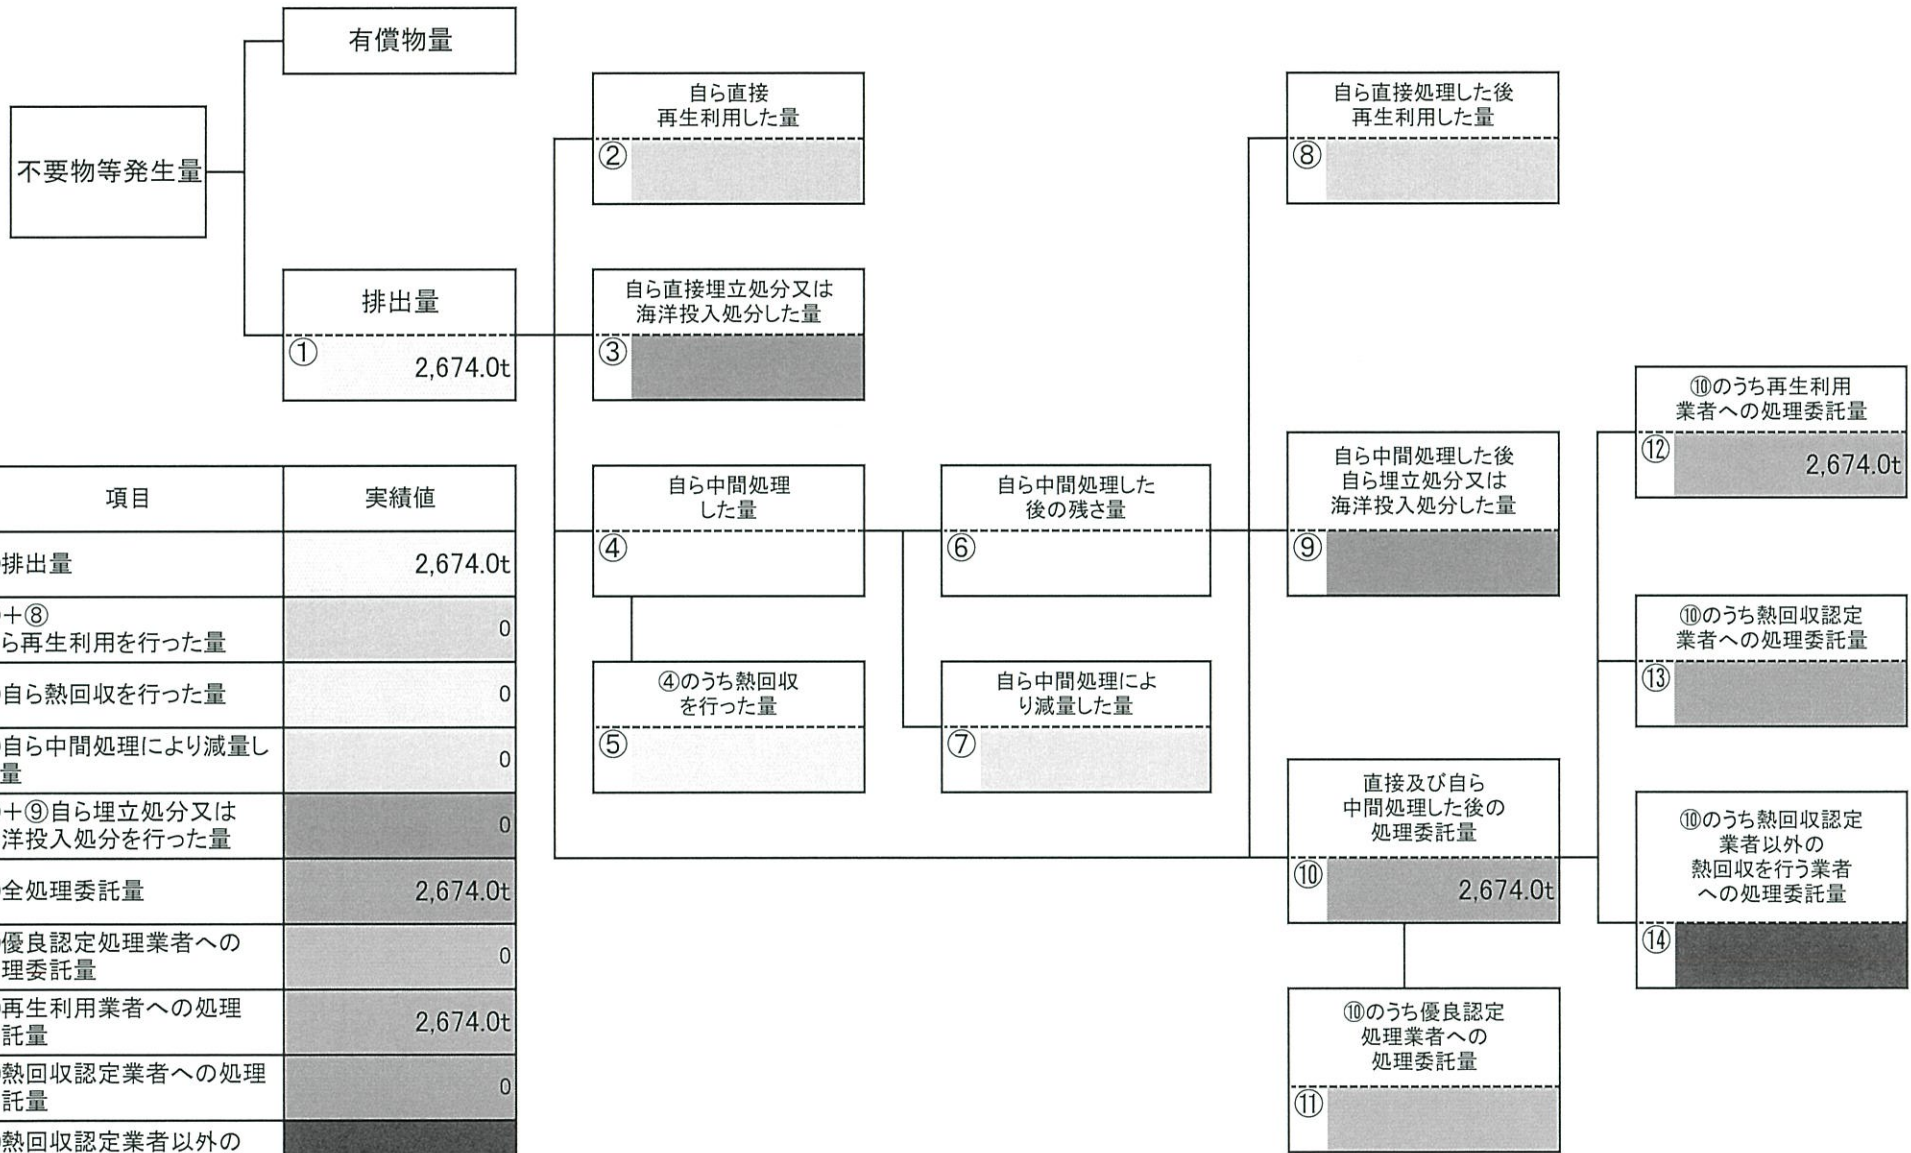 有償物量
不要物等発生量
排出量
①
2,674.0t
自ら直接
再生利用した量
②
自ら直接埋立処分又は
海洋投入処分した量
③
自ら中間処理
した量
④
④のうち熱回収
を行った量
⑤
自ら中間処理した
後の残さ量
⑥
自ら中間処理によ
り減量した量
⑦
自ら直接処理した後
再生利用した量
⑧
自ら中間処理した後
自ら埋立処分又は
海洋投入処分した量
⑨
直接及び自ら
中間処理した後の
処理委託量
⑩
2,674.0t
⑩のうち優良認定
処理業者への
処理委託量
⑪
⑩のうち再生利用
業者への処理委託量
⑫
2,674.0t
⑩のうち熱回収認定
業者への処理委託量
⑬
⑩のうち熱回収認定
業者以外の
熱回収を行う業者
への処理委託量
⑭
項目
実績値
排出量
2,674.0t
+⑧
ら再生利用を行った量
0
自ら熱回収を行った量
0
自ら中間処理により減量し
量
0
+⑨自ら埋立処分又は
洋投入処分を行った量
0
全処理委託量
2,674.0t
優良認定処理業者への
理委託量
0
再生利用業者への処理
託量
2,674.0t
熱回収認定業者への処理
託量
0
熱回収認定業者以外の